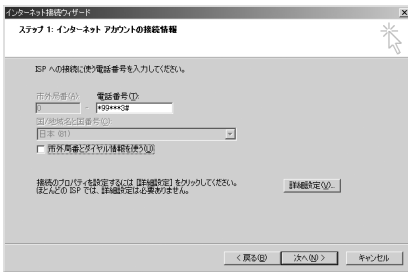 インターネット接続ウィザード
ステップ 1: インターネット アカウントの接続情報
ISP への接続に使う電話番号を入力してください。
市外局番(A):
電話番号(T):
0 - *99***3#
国/地域名と国番号(O):
日本 (81)
市外局番とダイヤル情報を使う(U)
接続のプロパティを設定するには [詳細設定] をクリックしてください。
ほとんどの ISP では、詳細設定は必要ありません。
詳細設定(V)...
< 戻る(B)
次へ(N) >
キャンセル